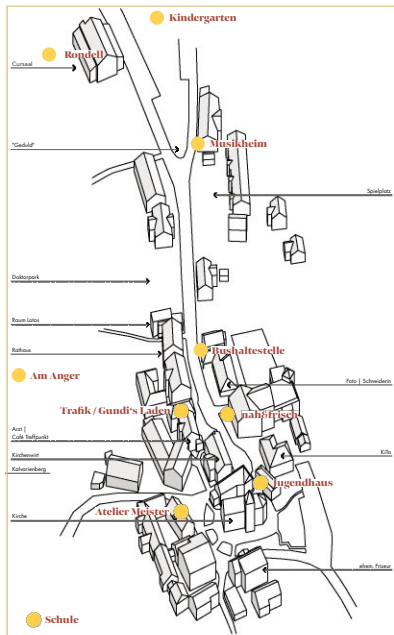 Kindergarten
Rondell
Cursaal
"Geduld"
Musikheim
Spielplatz
Doktorpark
Raum Lotos
Rathaus
Bushaltestelle
Am Anger
Foto | Schneiderin
Trafik / Gundi's Laden
nah&frisch
Arzt |
Café Treffpunkt
Kirchenwirt
Killo
Kalvarienberg
Jugendhaus
Atelier Meister
Kirche
ehem. Friseur
Schule